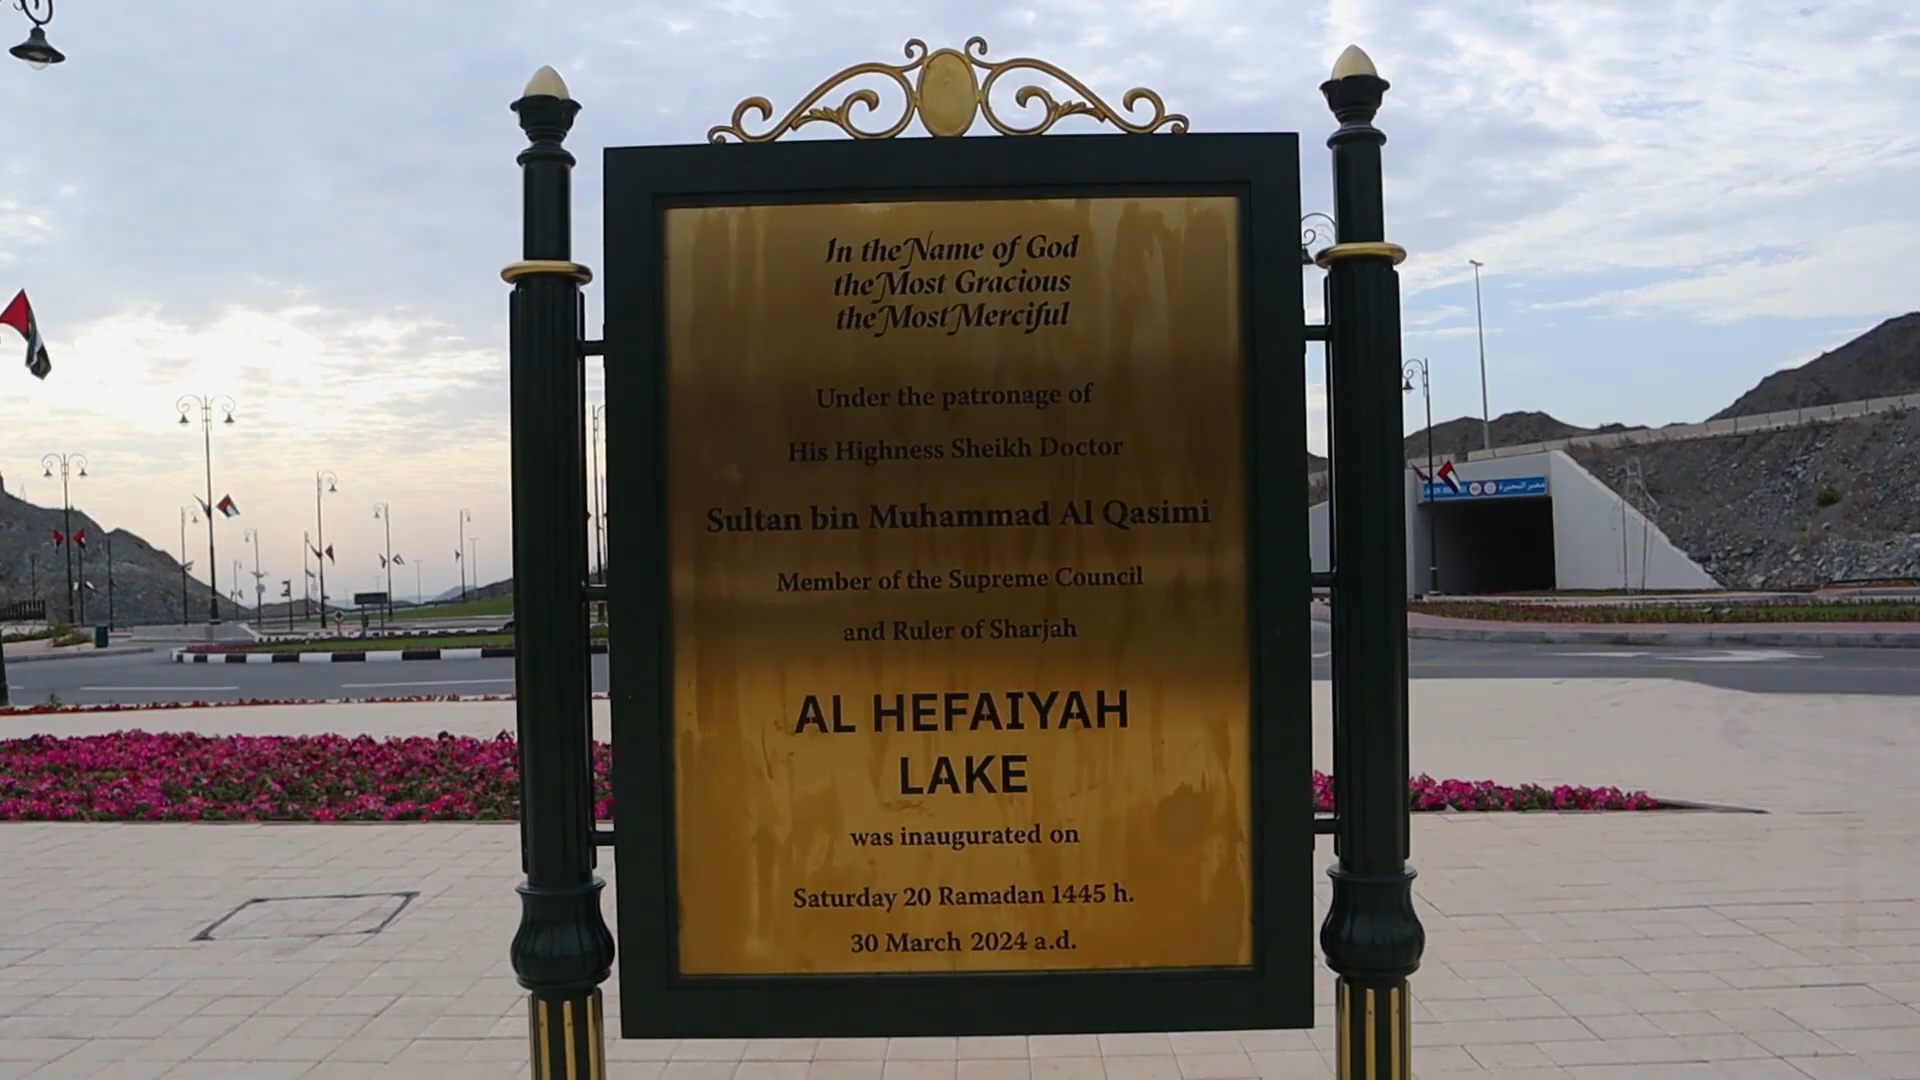 In the Name of God
the Most Gracious
the Most Merciful
Under the patronage of
His Highness Sheikh Doctor
Sultan bin Muhammad Al Qasimi
Member of the Supreme Council
and Ruler of Sharjah
AL HEFAIYAH
LAKE
was inaugurated on
Saturday 20 Ramadan 1445 h.
30 March 2024 a.d.
ممر البحيرة